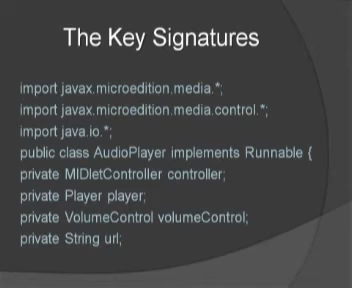 The Key Signatures
import javax.microedition.media.*;
import javax.microedition.media.control.*;
import java.io.*;
public class AudioPlayer implements Runnable {
private MIDletController controller;
private Player player;
private VolumeControl volumeControl;
private String url;